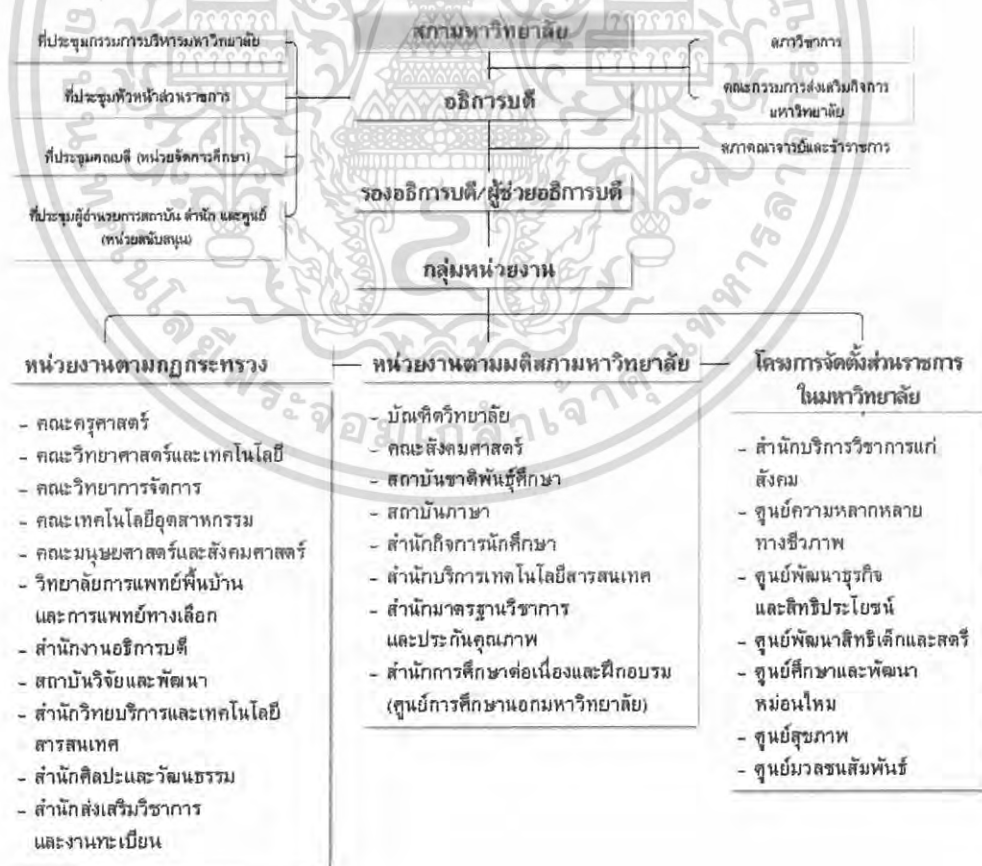 สภามหาวิทยาลัย
ที่ประชุมกรรมการบริหารมหาวิทยาลัย
ที่ประชุมหัวหน้าส่วนราชการ
ที่ประชุมคณบดี (หน่วยจัดการศึกษา)
ที่ประชุมผู้อำนวยการสถาบัน สำนัก และศูนย์
(หน่วยสนับสนุน)
อธิการบดี
สภาวิชาการ
คณะกรรมการส่งเสริมกิจการ
มหาวิทยาลัย
สภาคณาจารย์และข้าราชการ
รองอธิการบดี/ผู้ช่วยอธิการบดี
กลุ่มหน่วยงาน
หน่วยงานตามกฎกระทรวง
- คณะครุศาสตร์
- คณะวิทยาศาสตร์และเทคโนโลยี
- คณะวิทยาการจัดการ
- คณะเทคโนโลยีอุตสาหกรรม
- คณะมนุษยศาสตร์และสังคมศาสตร์
- วิทยาลัยการแพทย์พื้นบ้าน
และการแพทย์ทางเลือก
- สำนักงานอธิการบดี
- สถาบันวิจัยและพัฒนา
- สำนักวิทยบริการและเทคโนโลยี
สารสนเทศ
- สำนักศิลปะและวัฒนธรรม
- สำนักส่งเสริมวิชาการ
และงานทะเบียน
หน่วยงานตามมติสภามหาวิทยาลัย
- บัณฑิตวิทยาลัย
- คณะสังคมศาสตร์
- สถาบันชาติพันธุ์ศึกษา
- สถาบันภาษา
- สำนักกิจการนักศึกษา
- สำนักบริการเทคโนโลยีสารสนเทศ
- สำนักมาตรฐานวิชาการ
และประกันคุณภาพ
- สำนักการศึกษาต่อเนื่องและฝึกอบรม
(ศูนย์การศึกษานอกมหาวิทยาลัย)
โครงการจัดตั้งส่วนราชการ
ในมหาวิทยาลัย
- สำนักบริการวิชาการแก่
สังคม
- ศูนย์ความหลากหลาย
ทางชีวภาพ
- ศูนย์พัฒนาธุรกิจ
และสิทธิประโยชน์
- ศูนย์พัฒนาสิทธิเด็กและสตรี
- ศูนย์ศึกษาและพัฒนา
หม่อนไหม
- ศูนย์สุขภาพ
- ศูนย์มวลชนสัมพันธ์